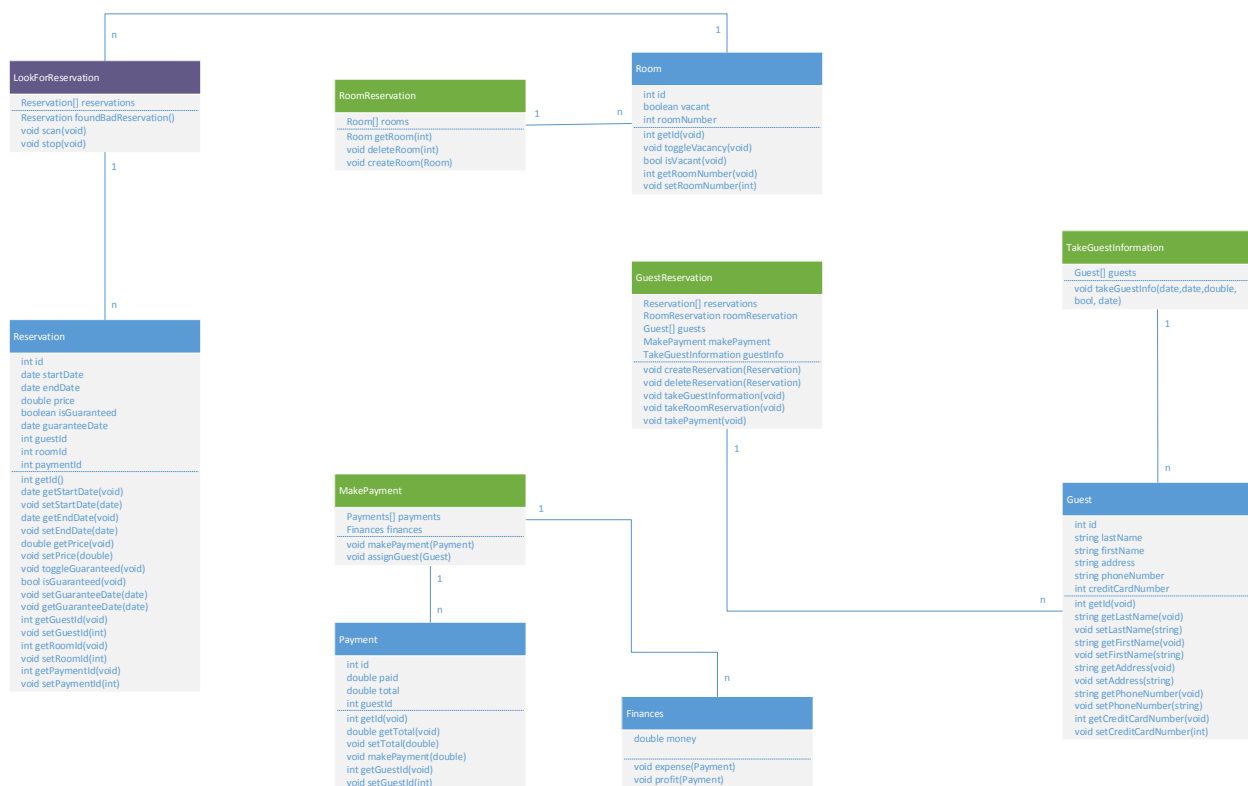 n
1
LookForReservation
Reservation[] reservations
Reservation foundBadReservation()
void scan(void)
void stop(void)
1
n
RoomReservation
Room[] rooms
Room getRoom(int)
void deleteRoom(int)
void createRoom(Room)
1
n
Room
int id
boolean vacant
int roomNumber
int getId(void)
void toggleVacancy(void)
bool isVacant(void)
int getRoomNumber(void)
void setRoomNumber(int)
TakeGuestInformation
Guest[] guests
void takeGuestInfo(date,date,double,
bool, date)
1
n
GuestReservation
Reservation[] reservations
RoomReservation roomReservation
Guest[] guests
MakePayment makePayment
TakeGuestInformation guestInfo
void createReservation(Reservation)
void deleteReservation(Reservation)
void takeGuestInformation(void)
void takeRoomReservation(void)
void takePayment(void)
1
n
Reservation
int id
date startDate
date endDate
double price
boolean isGuaranteed
date guaranteeDate
int guestId
int roomId
int paymentId
int getId()
date getStartDate(void)
void setStartDate(date)
date getEndDate(void)
void setEndDate(date)
double getPrice(void)
void setPrice(double)
void toggleGuaranteed(void)
bool isGuaranteed(void)
void setGuaranteeDate(date)
void getGuaranteeDate(date)
int getGuestId(void)
void setGuestId(int)
int getRoomId(void)
void setRoomId(int)
int getPaymentId(void)
void setPaymentId(int)
MakePayment
Payments[] payments
Finances finances
void makePayment(Payment)
void assignGuest(Guest)
1
n
1
n
Payment
int id
double paid
double total
int guestId
int getId(void)
double getTotal(void)
void setTotal(double)
void makePayment(double)
int getGuestId(void)
void setGuestId(int)
Finances
double money
void expense(Payment)
void profit(Payment)
Guest
int id
string lastName
string firstName
string address
string phoneNumber
int creditCardNumber
int getId(void)
string getLastName(void)
void setLastName(string)
string getFirstName(void)
void setFirstName(string)
string getAddress(void)
void setAddress(string)
string getPhoneNumber(void)
void setPhoneNumber(string)
int getCreditCardNumber(void)
void setCreditCardNumber(int)